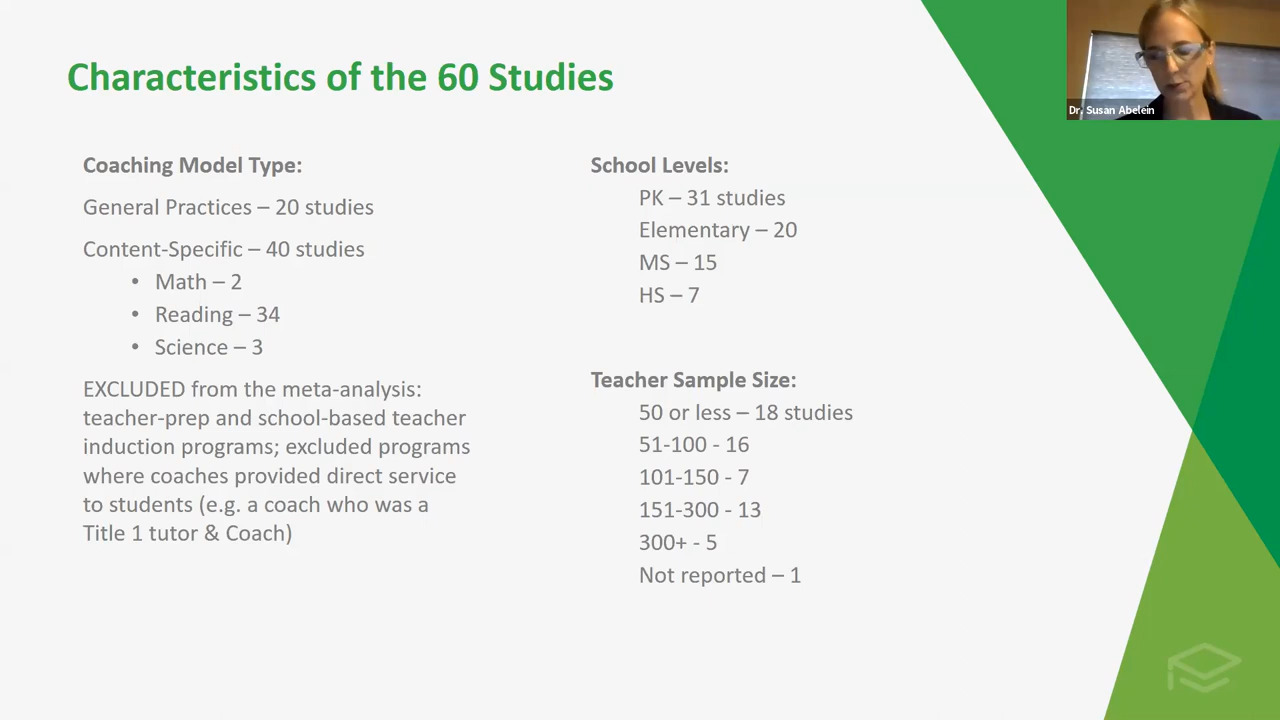 Characteristics of the 60 Studies
Coaching Model Type:
General Practices – 20 studies
Content-Specific – 40 studies
• Math – 2
• Reading – 34
• Science – 3
EXCLUDED from the meta-analysis:
teacher-prep and school-based teacher
induction programs; excluded programs
where coaches provided direct service
to students (e.g. a coach who was a
Title 1 tutor & Coach)
School Levels:
PK – 31 studies
Elementary – 20
MS – 15
HS – 7
Teacher Sample Size:
50 or less – 18 studies
51-100 - 16
101-150 - 7
151-300 - 13
300+ - 5
Not reported – 1
Dr. Susan Abelein